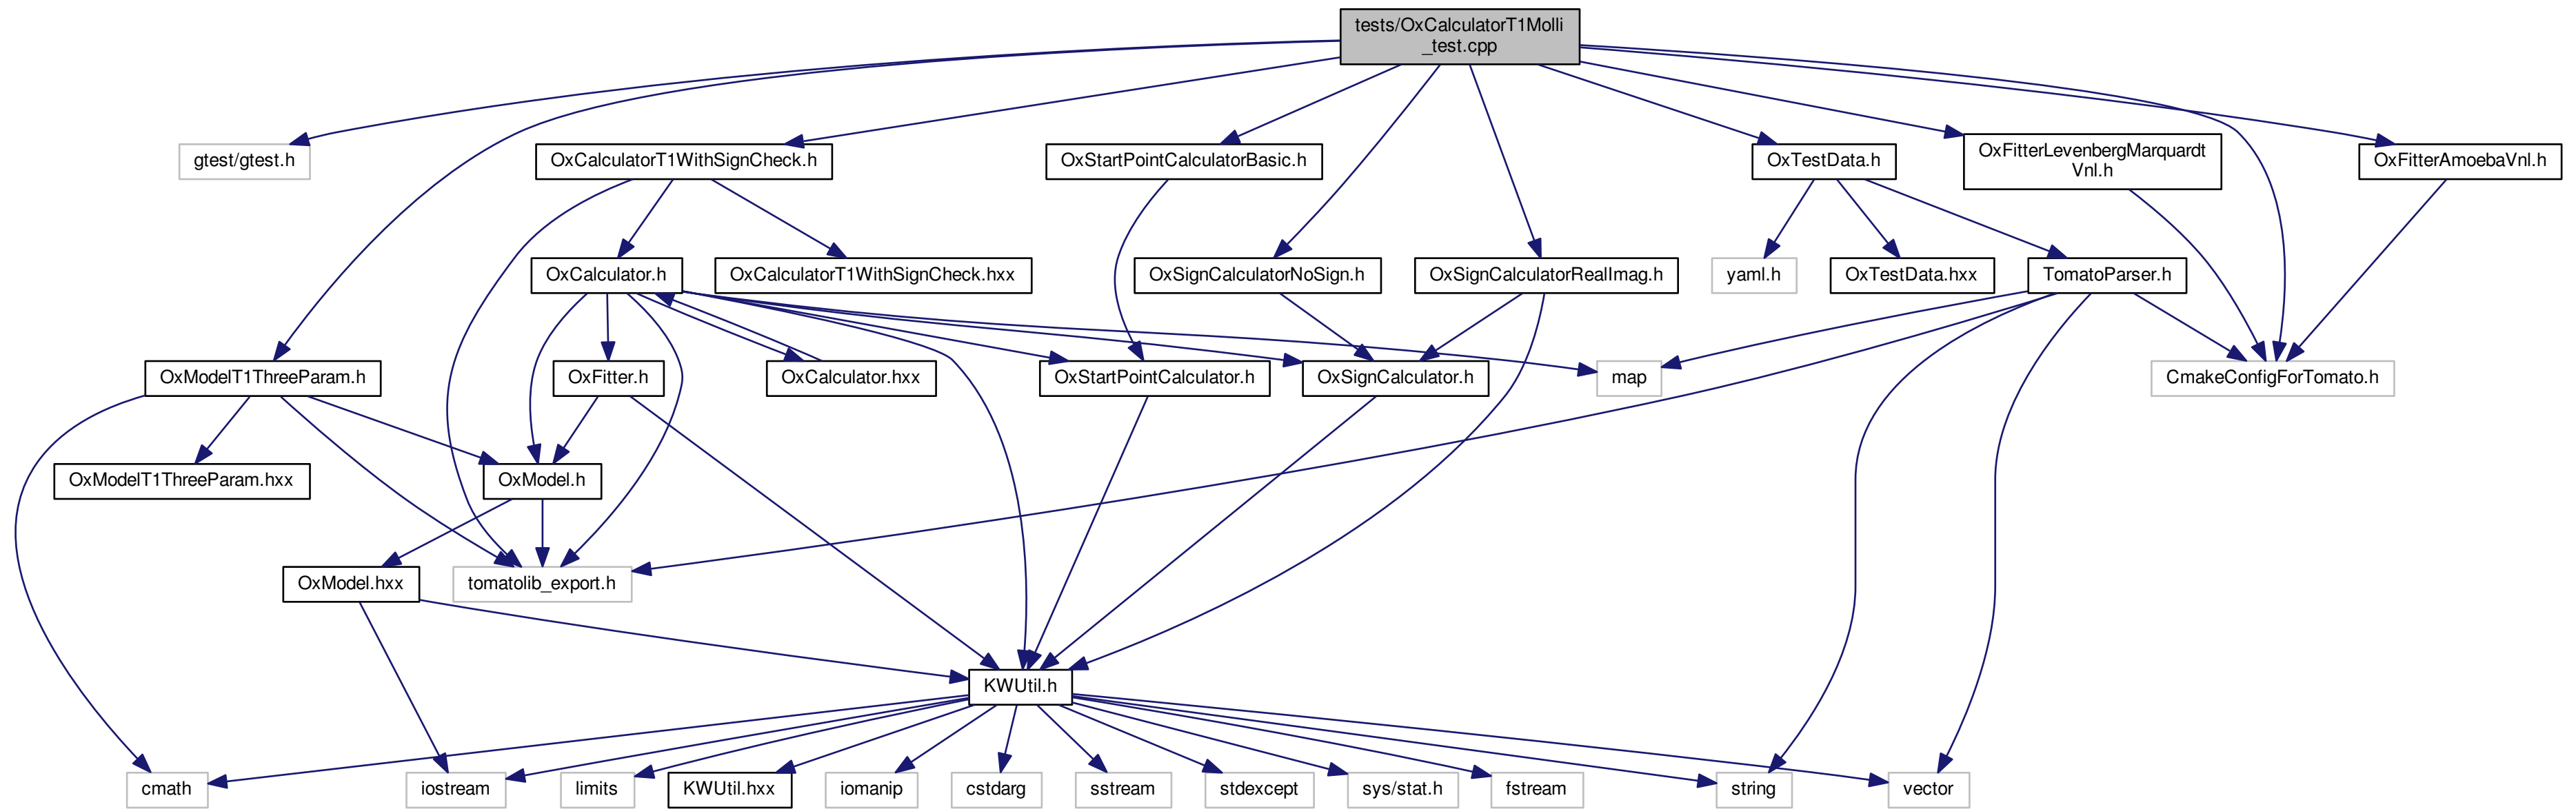 tests/OxCalculatorT1Molli
_test.cpp
gtest/gtest.h
OxCalculatorT1WithSignCheck.h
OxStartPointCalculatorBasic.h
OxTestData.h
OxFitterLevenbergMarquardt
Vnl.h
OxFitterAmoebaVnl.h
OxCalculator.h
OxCalculatorT1WithSignCheck.hxx
OxSignCalculatorNoSign.h
OxSignCalculatorRealImag.h
yaml.h
OxTestData.hxx
TomatoParser.h
OxModelT1ThreeParam.h
OxFitter.h
OxCalculator.hxx
OxStartPointCalculator.h
OxSignCalculator.h
map
CmakeConfigForTomato.h
OxModelT1ThreeParam.hxx
OxModel.h
OxModel.hxx
tomatolib_export.h
KWUtil.h
cmath
iostream
limits
KWUtil.hxx
iomanip
cstdarg
sstream
stdexcept
sys/stat.h
fstream
string
vector